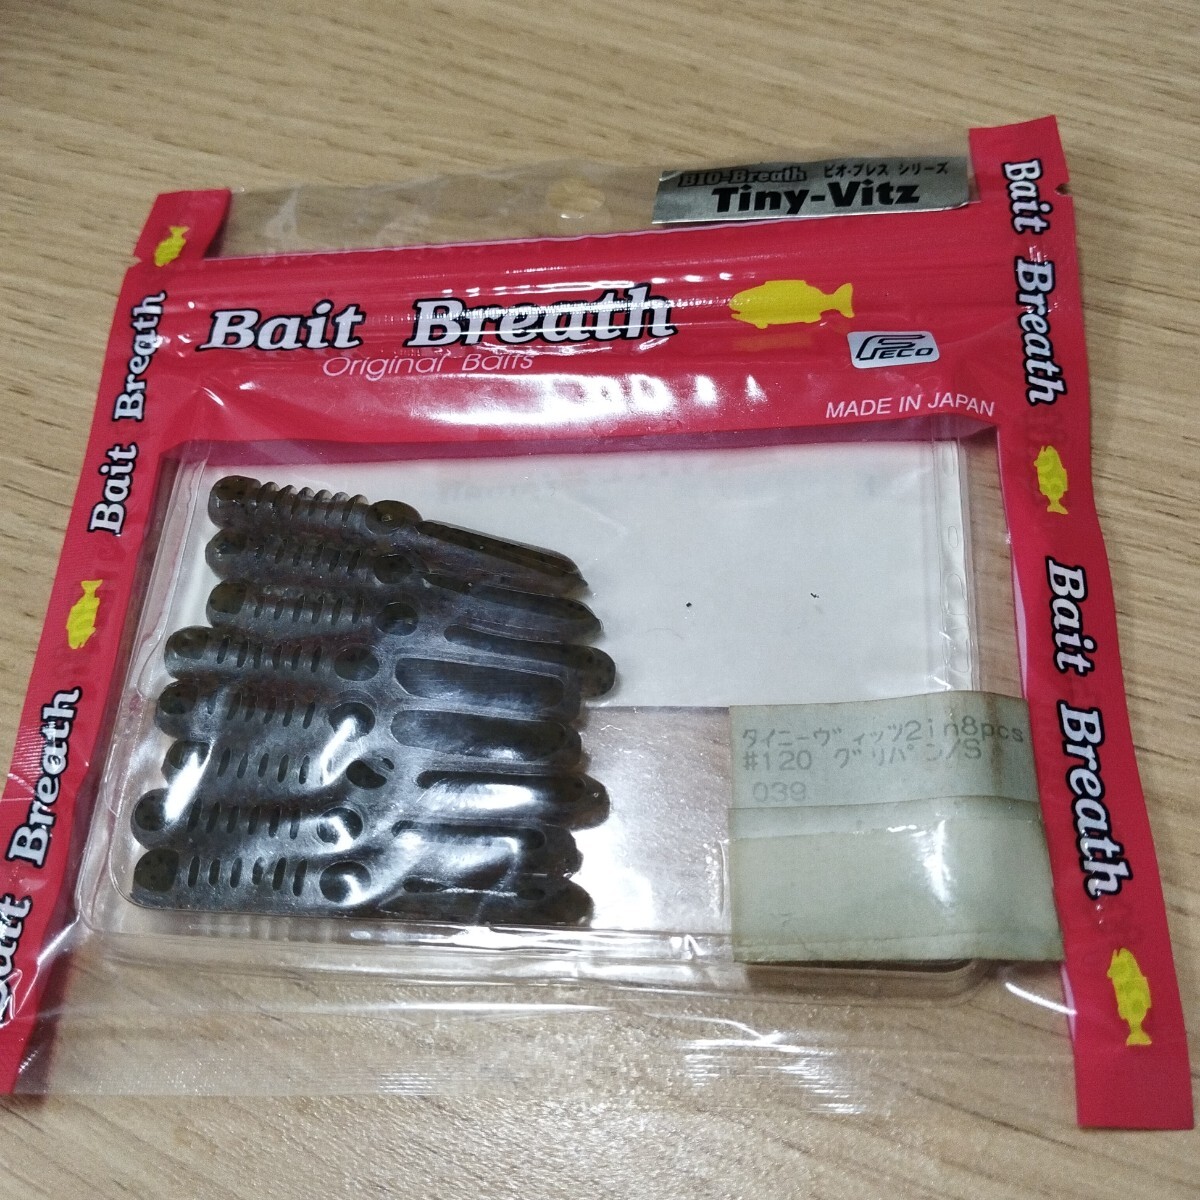 BIO-Breath ビオ・ブレス シリーズ
Tiny-Vitz
Bait Breath
Original Baits
FECO
MADE IN JAPAN
Bait Breath
Bait Breath
Bait Breath
Bait Breath
タイニーヴィッツ2in8pcs
#120 グリパン/S
039